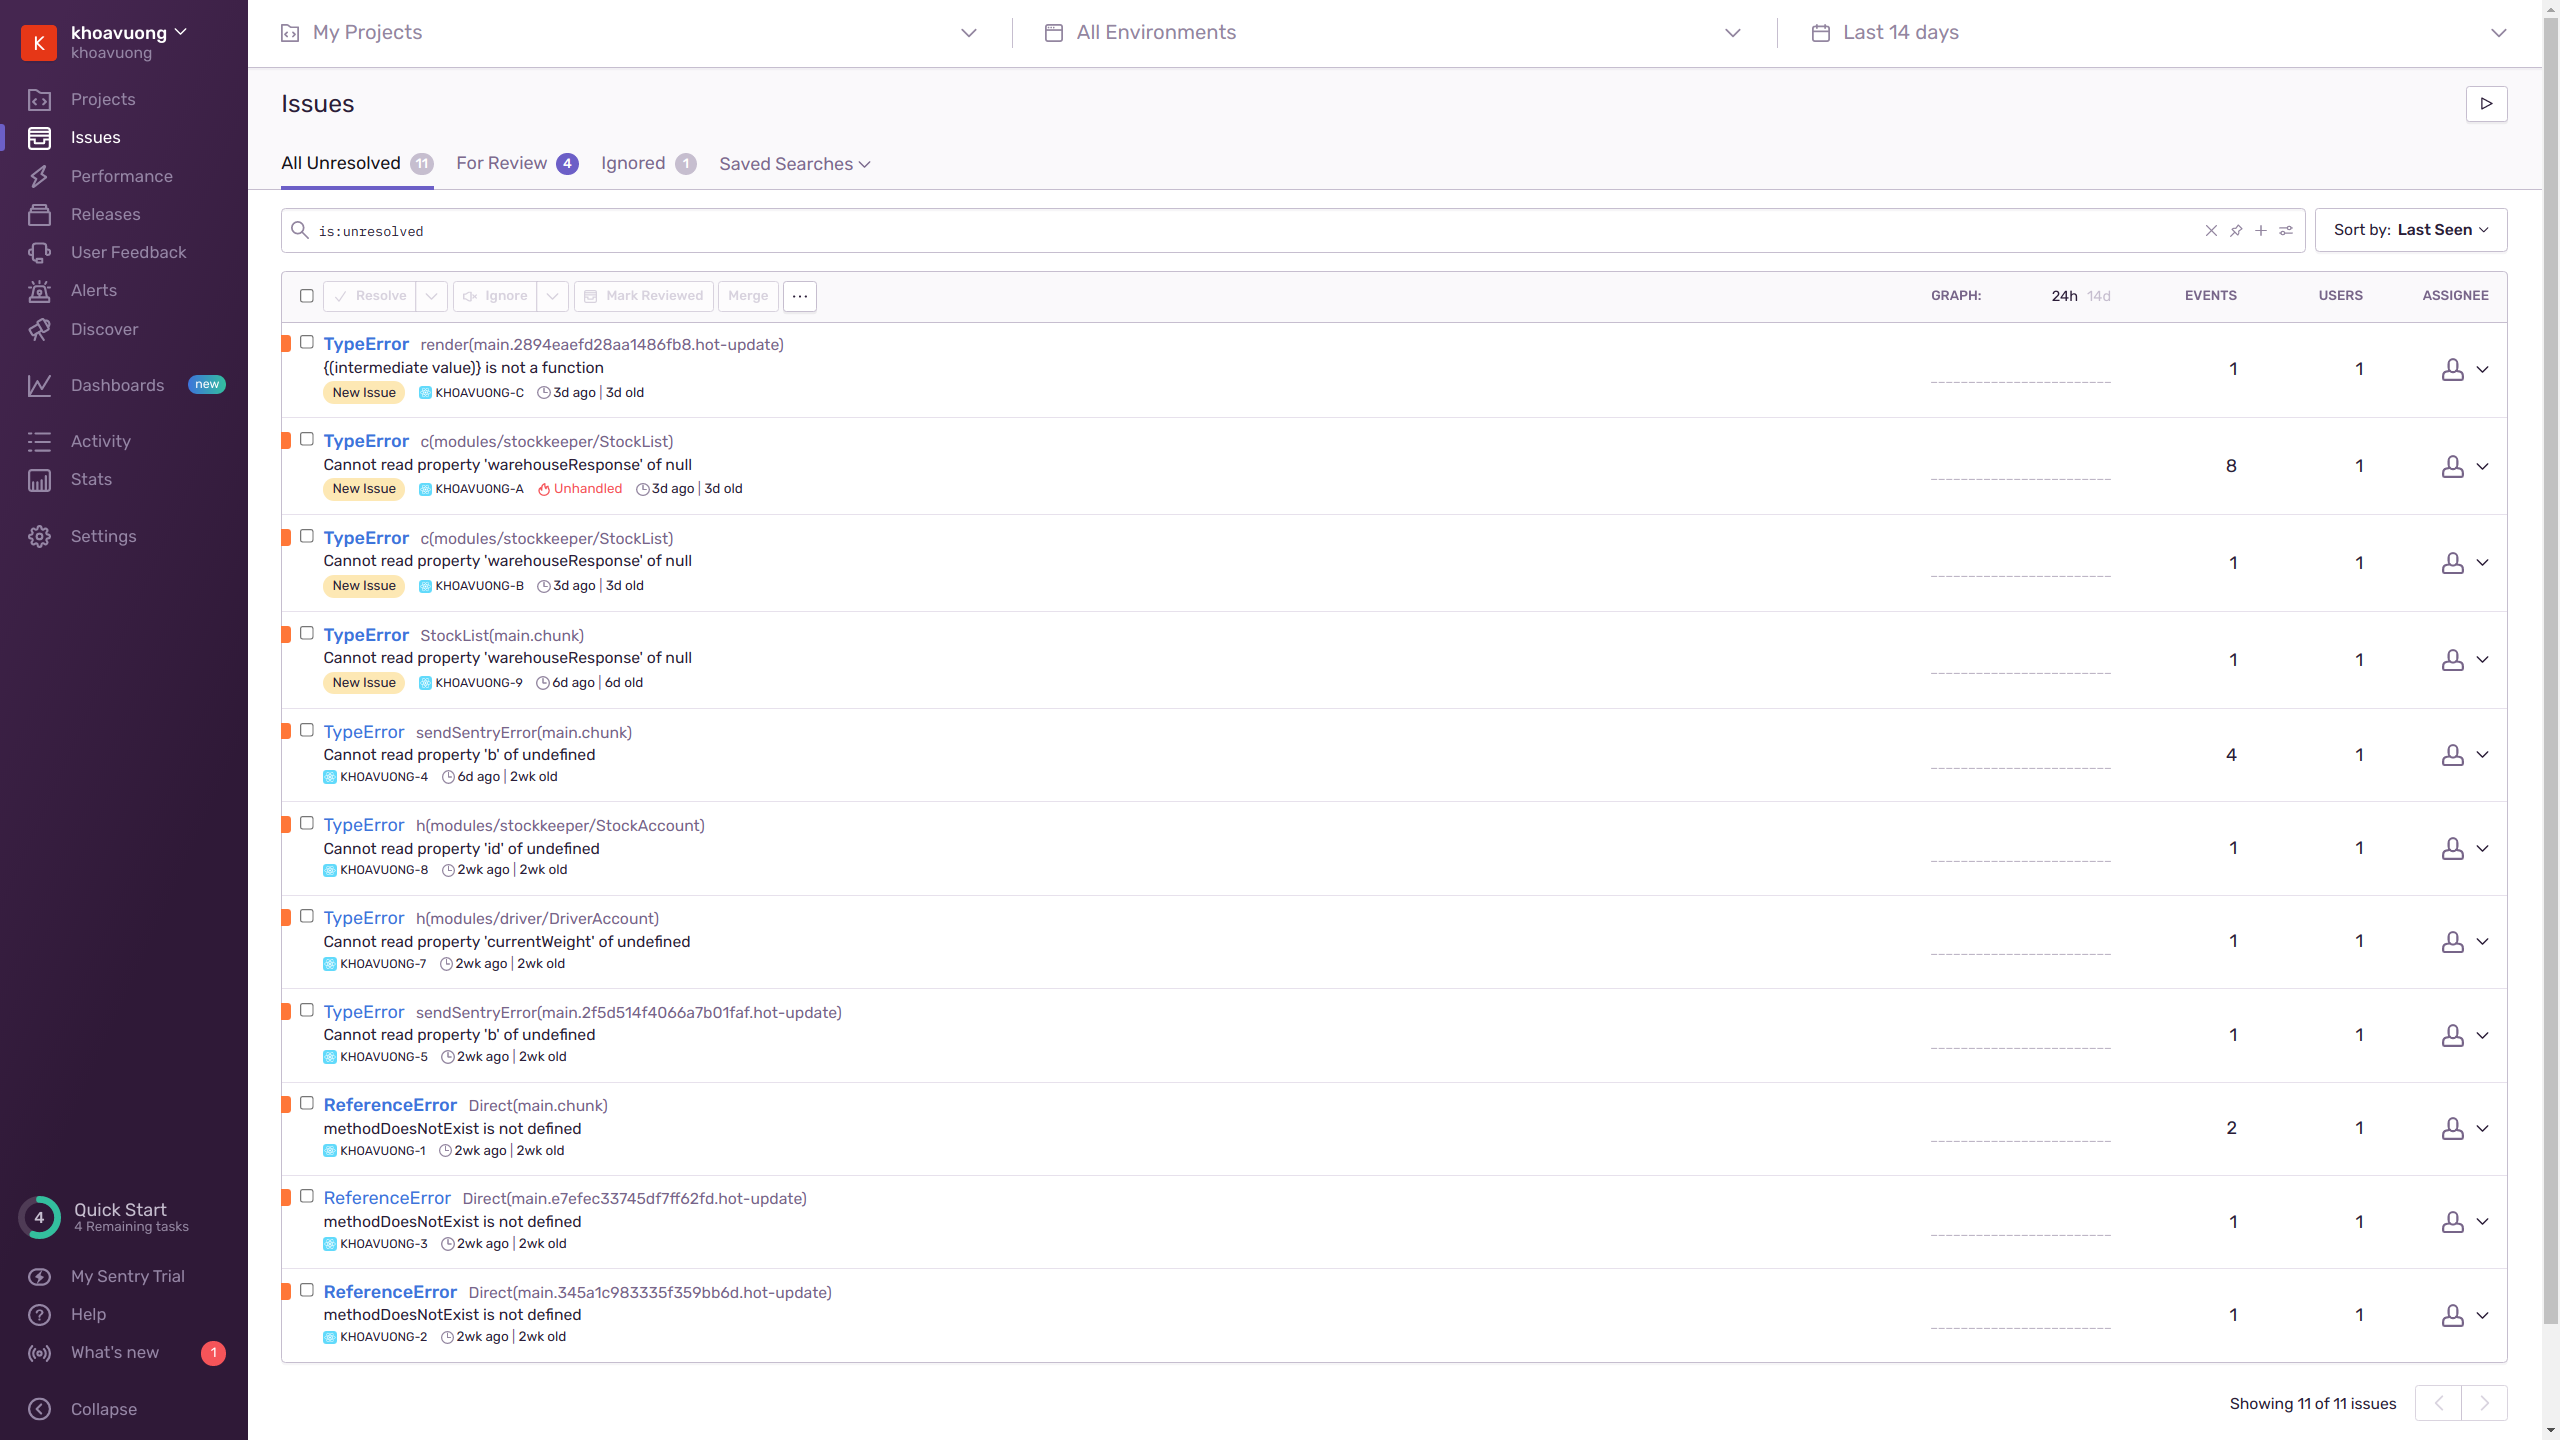 K
khoavuong
khoavuong
Projects
Issues
Performance
Releases
User Feedback
Alerts
Discover
Dashboards new
Activity
Stats
Settings
4
Quick Start
4 Remaining tasks
My Sentry Trial
Help
What's new 1
Collapse
My Projects All Environments Last 14 days
Issues
All Unresolved 11 For Review 4 Ignored 1 Saved Searches
is:unresolved
Sort by: Last Seen
Resolve Ignore Mark Reviewed Merge GRAPH: 24h 14d EVENTS USERS ASSIGNEE
TypeError render(main.2894eaefd28aa1486fb8.hot-update)
{(intermediate value)} is not a function 1 1
New Issue KHOAVUONG-C 3d ago | 3d old
TypeError c(modules/stockkeeper/StockList)
Cannot read property 'warehouseResponse' of null 8 1
New Issue KHOAVUONG-A Unhandled 3d ago | 3d old
TypeError c(modules/stockkeeper/StockList)
Cannot read property 'warehouseResponse' of null 1 1
New Issue KHOAVUONG-B 3d ago | 3d old
TypeError StockList(main.chunk)
Cannot read property 'warehouseResponse' of null 1 1
New Issue KHOAVUONG-9 6d ago | 6d old
TypeError sendSentryError(main.chunk)
Cannot read property 'b' of undefined 4 1
KHOAVUONG-4 6d ago | 2wk old
TypeError h(modules/stockkeeper/StockAccount)
Cannot read property 'id' of undefined 1 1
KHOAVUONG-8 2wk ago | 2wk old
TypeError h(modules/driver/DriverAccount)
Cannot read property 'currentWeight' of undefined 1 1
KHOAVUONG-7 2wk ago | 2wk old
TypeError sendSentryError(main.2f5d514f4066a7b01faf.hot-update)
Cannot read property 'b' of undefined 1 1
KHOAVUONG-5 2wk ago | 2wk old
ReferenceError Direct(main.chunk)
methodDoesNotExist is not defined 2 1
KHOAVUONG-1 2wk ago | 2wk old
ReferenceError Direct(main.e7efec33745df7ff62fd.hot-update)
methodDoesNotExist is not defined 1 1
KHOAVUONG-3 2wk ago | 2wk old
ReferenceError Direct(main.345a1c983335f359bb6d.hot-update)
methodDoesNotExist is not defined 1 1
KHOAVUONG-2 2wk ago | 2wk old
Showing 11 of 11 issues